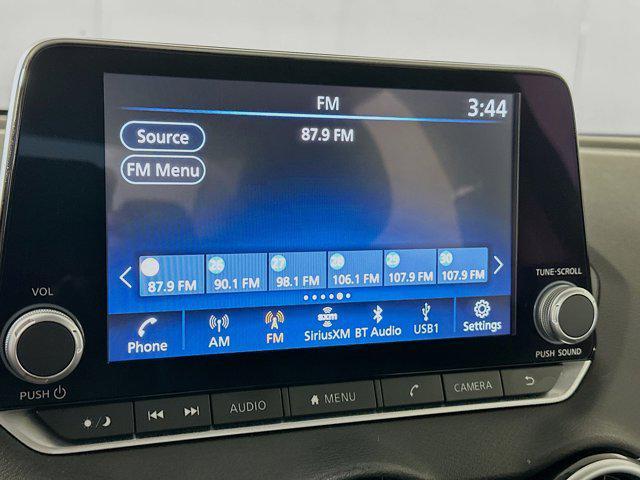 FM
3:44
Source
87.9 FM
FM Menu
26 27 28 29 30
87.9 FM 90.1 FM 98.1 FM 106.1 FM 107.9 FM 107.9 FM
TUNE·SCROLL
VOL
sxm
Phone AM FM SiriusXM BT Audio USB1 Settings
PUSH
PUSH SOUND
AUDIO MENU CAMERA